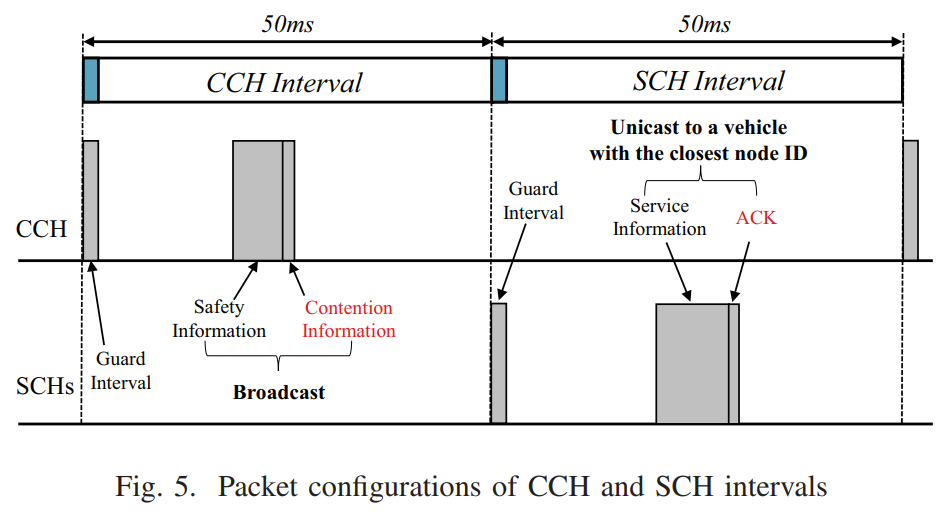 50ms
50ms
CCH Interval
SCH Interval
Unicast to a vehicle
with the closest node ID
Guard
Interval
Service
Information
ACK
CCH
Safety
Information
Contention
Information
Broadcast
Guard
Interval
SCHs
Fig. 5. Packet configurations of CCH and SCH intervals